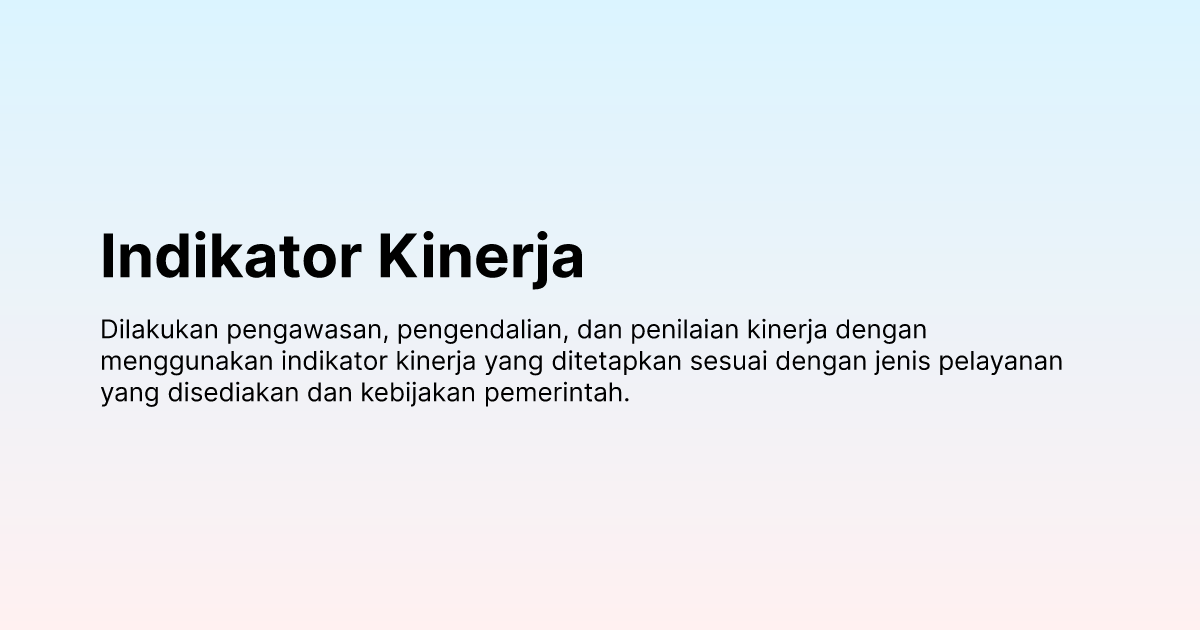 Indikator Kinerja
Dilakukan pengawasan, pengendalian, dan penilaian kinerja dengan
menggunakan indikator kinerja yang ditetapkan sesuai dengan jenis pelayanan
yang disediakan dan kebijakan pemerintah.